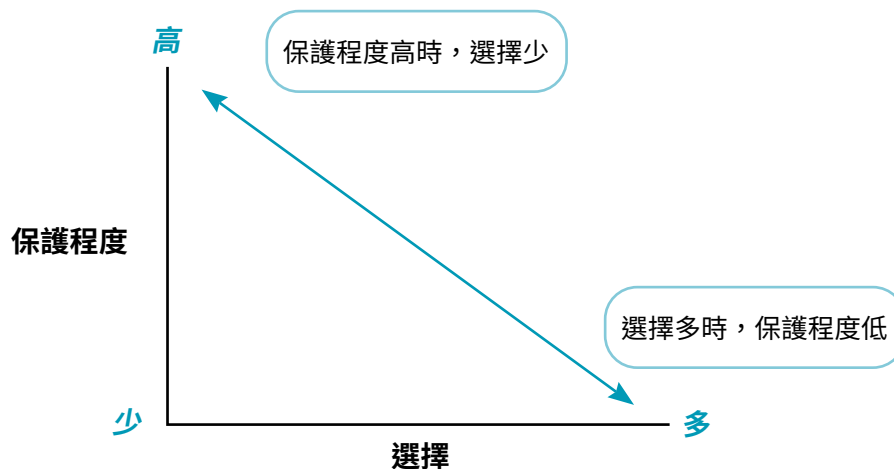 高
保護程度高時，選擇少
保護程度
選擇多時，保護程度低
少
多
選擇